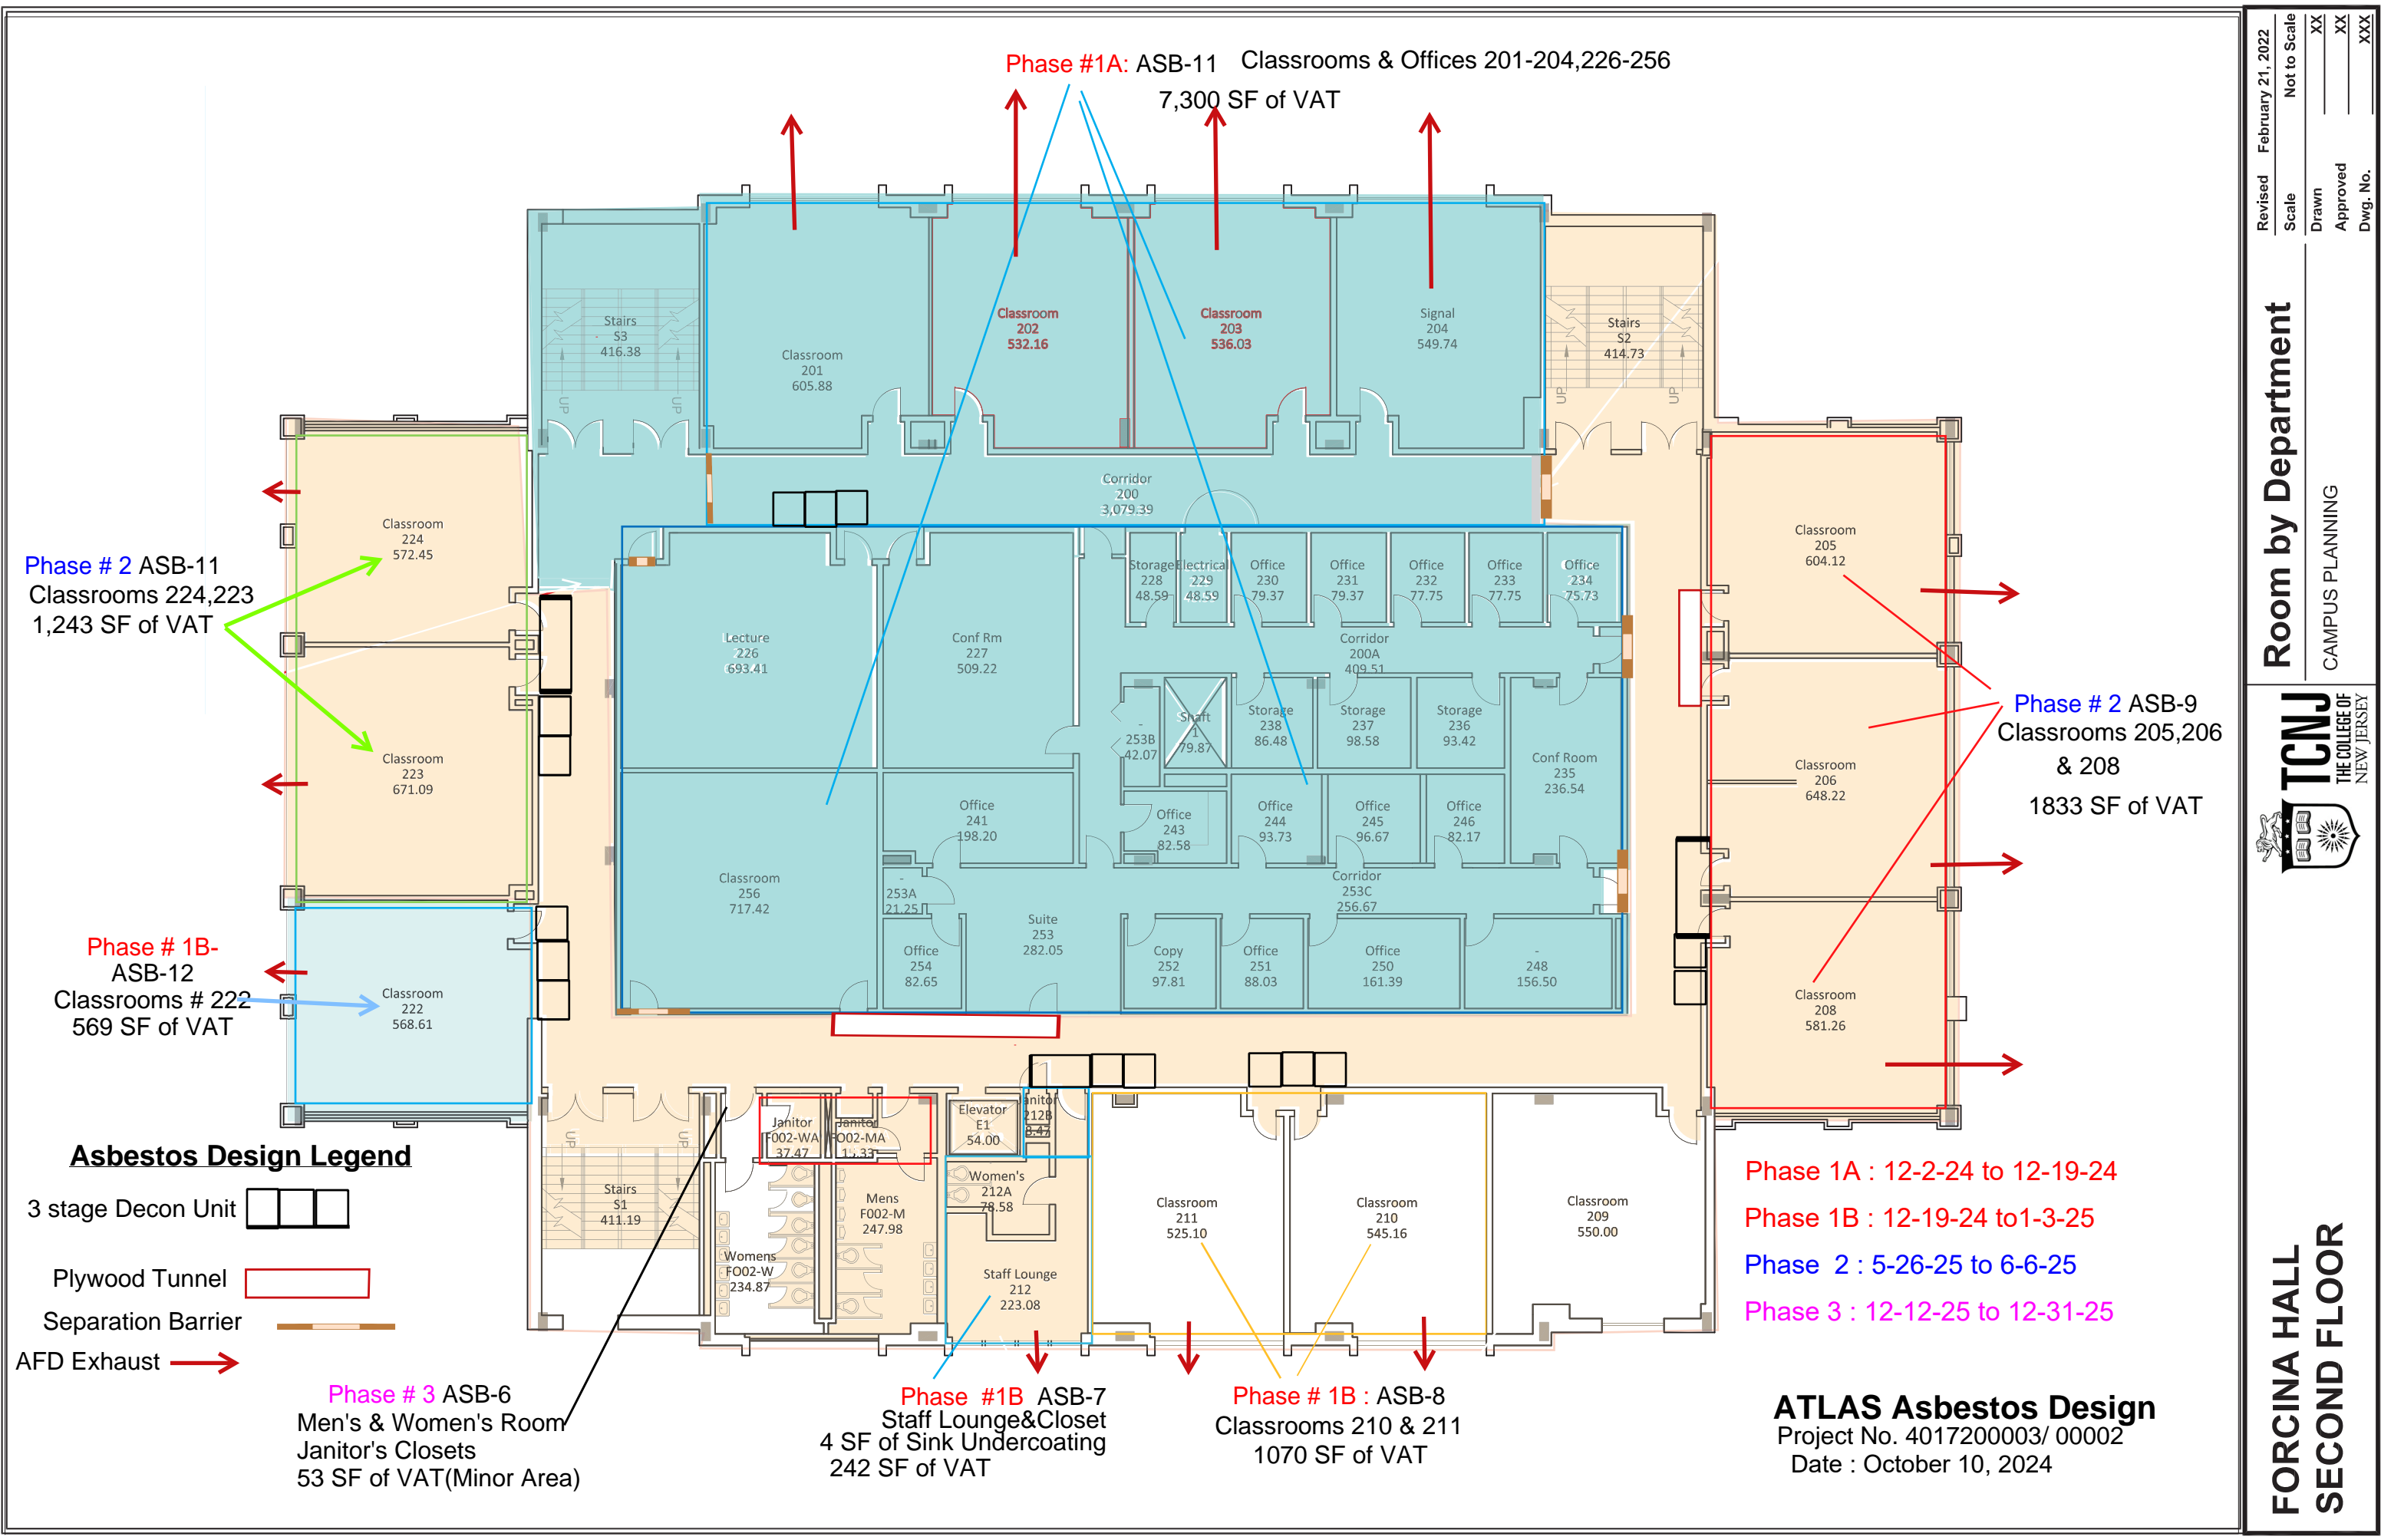 Phase #1A: ASB-11 Classrooms & Offices 201-204,226-256
7,300 SF of VAT
Stairs
S3
416.38
UP
UP
Classroom
201
605.88
Classroom
202
532.16
Classroom
203
536.03
Signal
204
549.74
Stairs
S2
414.73
UP
UP
Corridor
200
3,079.39
Classroom
224
572.45
Phase # 2 ASB-11
Classrooms 224,223
1,243 SF of VAT
Classroom
223
671.09
Phase # 1B-
ASB-12
Classrooms # 222
569 SF of VAT
Classroom
222
568.61
Lecture
226
693.41
Conf Rm
227
509.22
Storage
228
48.59
Electrical
229
48.59
Office
230
79.37
Office
231
79.37
Office
232
77.75
Office
233
77.75
Office
234
75.73
Corridor
200A
409.51
-
253B
42.07
Shaft
1
79.87
Storage
238
86.48
Storage
237
98.58
Storage
236
93.42
Conf Room
235
236.54
Classroom
256
717.42
Office
241
198.20
Office
243
82.58
Office
244
93.73
Office
245
96.67
Office
246
82.17
-
253A
21.25
Corridor
253C
256.67
Suite
253
282.05
Office
254
82.65
Copy
252
97.81
Office
251
88.03
Office
250
161.39
-
248
156.50
Classroom
205
604.12
Classroom
206
648.22
Classroom
208
581.26
Phase # 2 ASB-9
Classrooms 205,206
& 208
1833 SF of VAT
UP
UP
Stairs
S1
411.19
Janitor
F002-WA
37.47
Janitor
FO02-MA
Womens
FO02-W
234.87
Mens
F002-M
247.98
Elevator
E1
54.00
212B
Women's
212A
78.58
Staff Lounge
212
223.08
Classroom
211
525.10
Classroom
210
545.16
Classroom
209
550.00
Asbestos Design Legend
3 stage Decon Unit
Plywood Tunnel
Separation Barrier
AFD Exhaust
Phase # 3 ASB-6
Men's & Women's Room
Janitor's Closets
53 SF of VAT(Minor Area)
Phase #1B ASB-7
Staff Lounge&Closet
4 SF of Sink Undercoating
242 SF of VAT
Phase # 1B : ASB-8
Classrooms 210 & 211
1070 SF of VAT
Phase 1A : 12-2-24 to 12-19-24
Phase 1B : 12-19-24 to1-3-25
Phase 2 : 5-26-25 to 6-6-25
Phase 3 : 12-12-25 to 12-31-25
ATLAS Asbestos Design
Project No. 4017200003/ 00002
Date : October 10, 2024
Revised February 21, 2022
Scale Not to Scale
Drawn XX
Approved XX
Dwg. No. XXX
Room by Department
CAMPUS PLANNING
TCNJ
THE COLLEGE OF
NEW JERSEY
FORCINA HALL
SECOND FLOOR